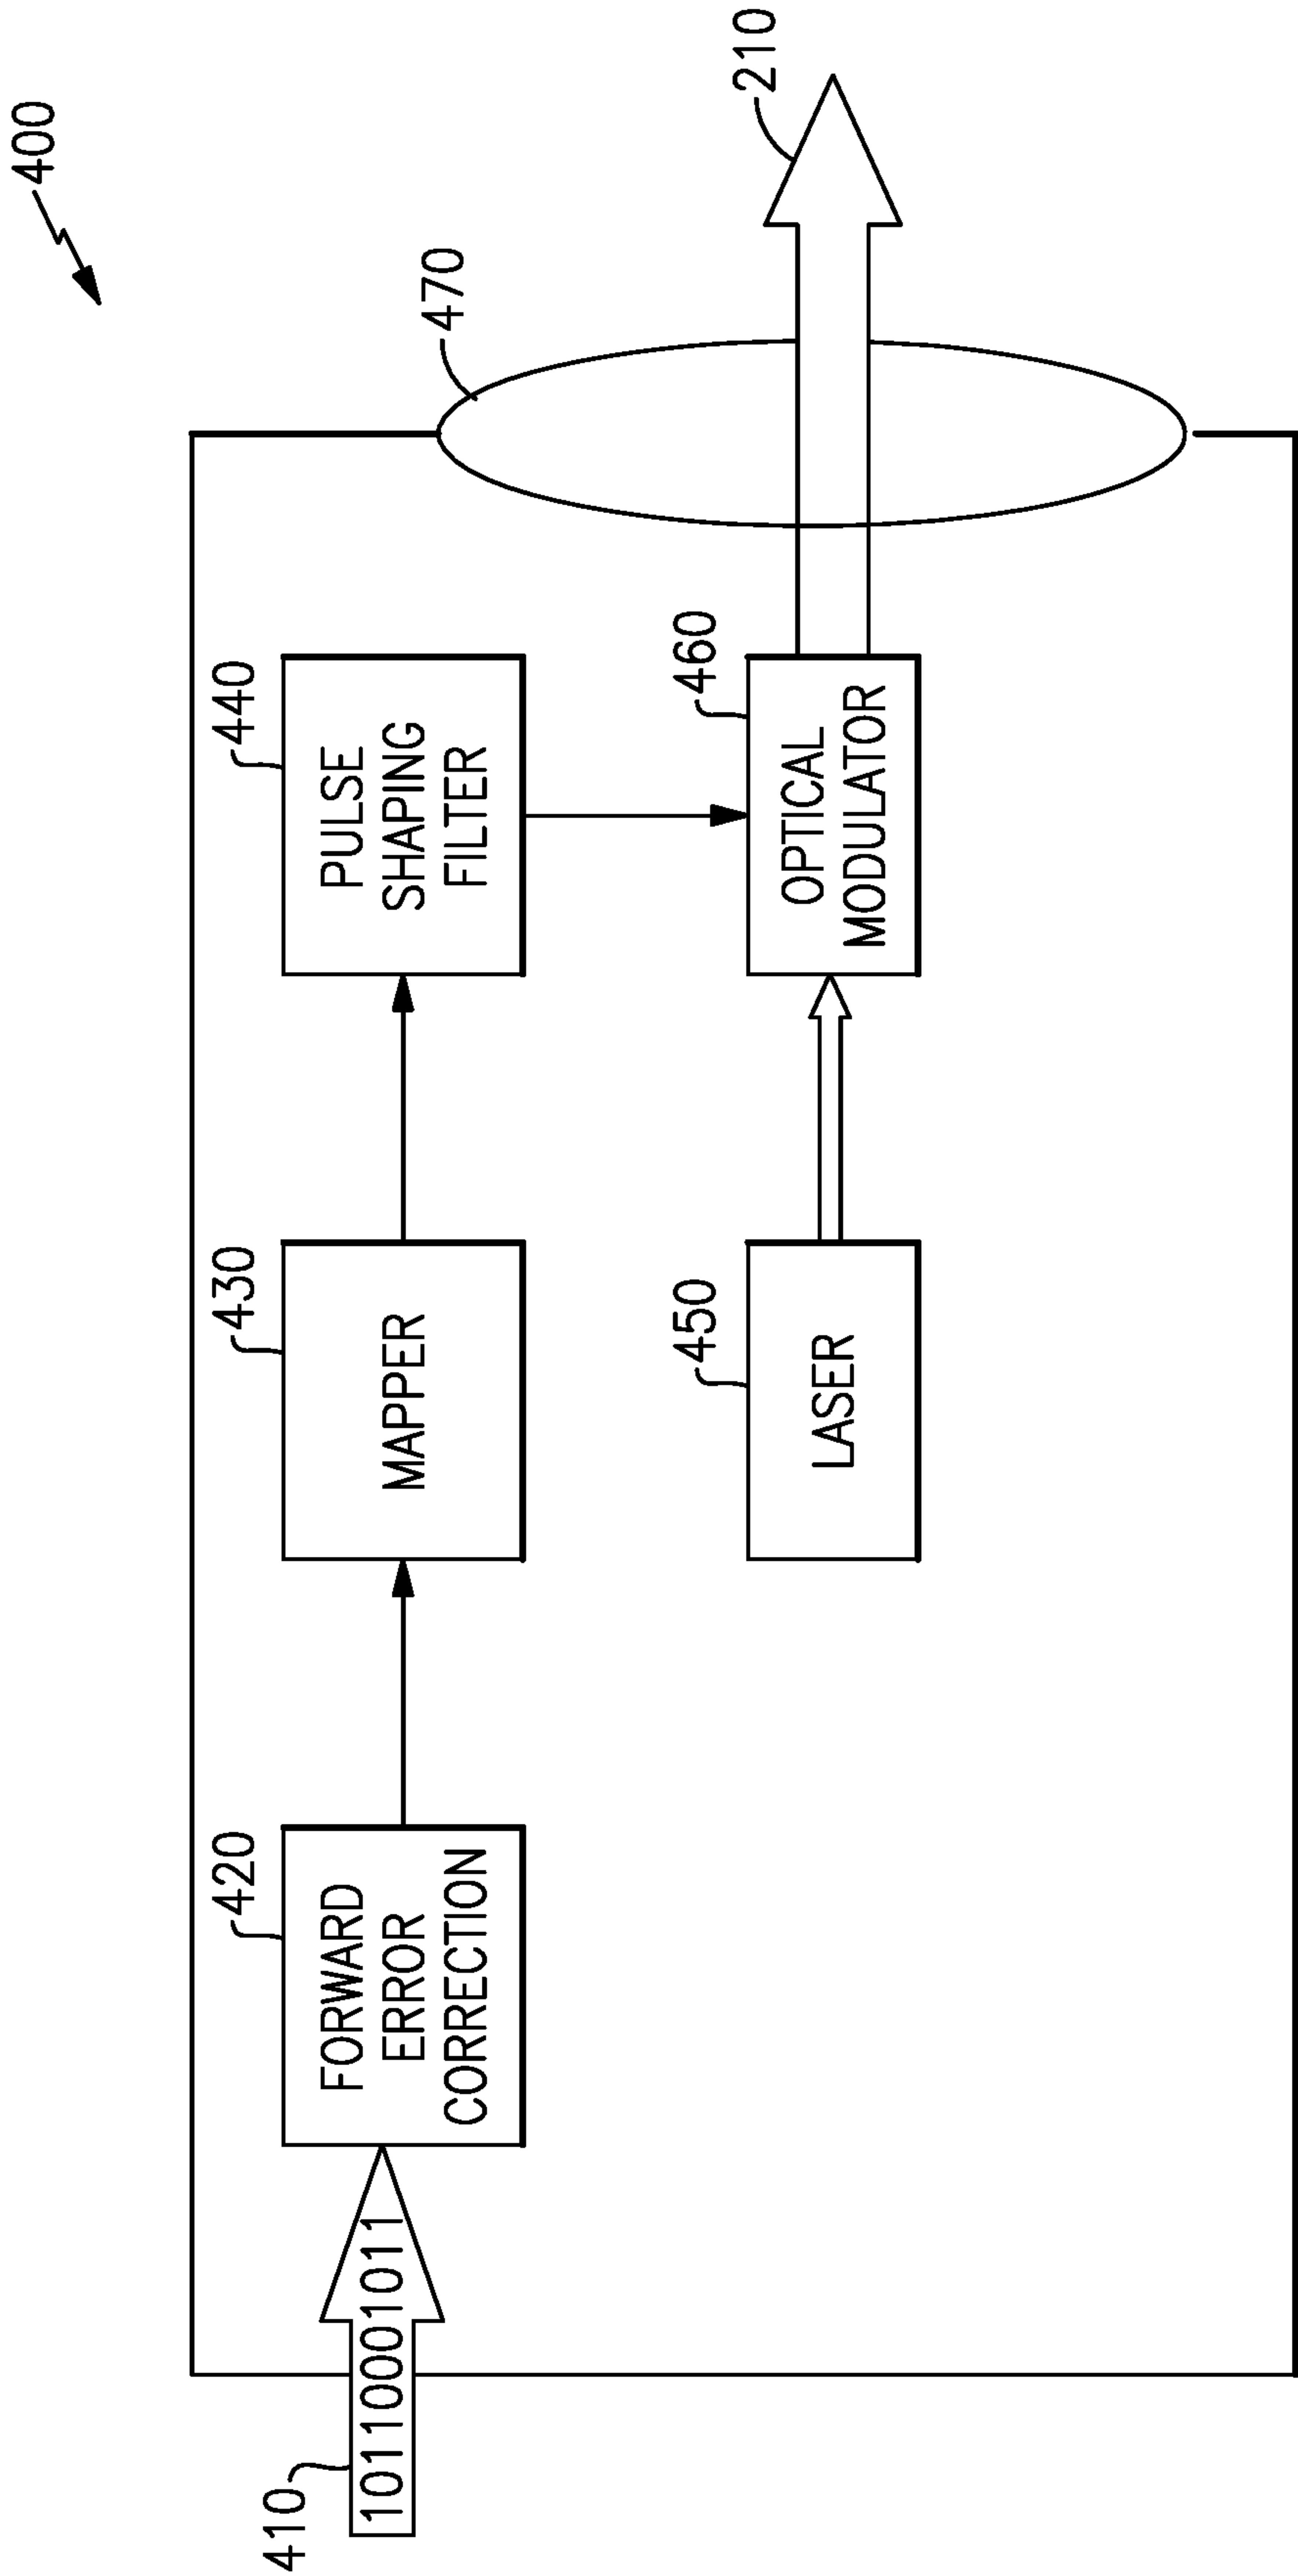 400
410
10110001011
420
FORWARD
ERROR
CORRECTION
430
MAPPER
440
PULSE
SHAPING
FILTER
450
LASER
460
OPTICAL
MODULATOR
470
210